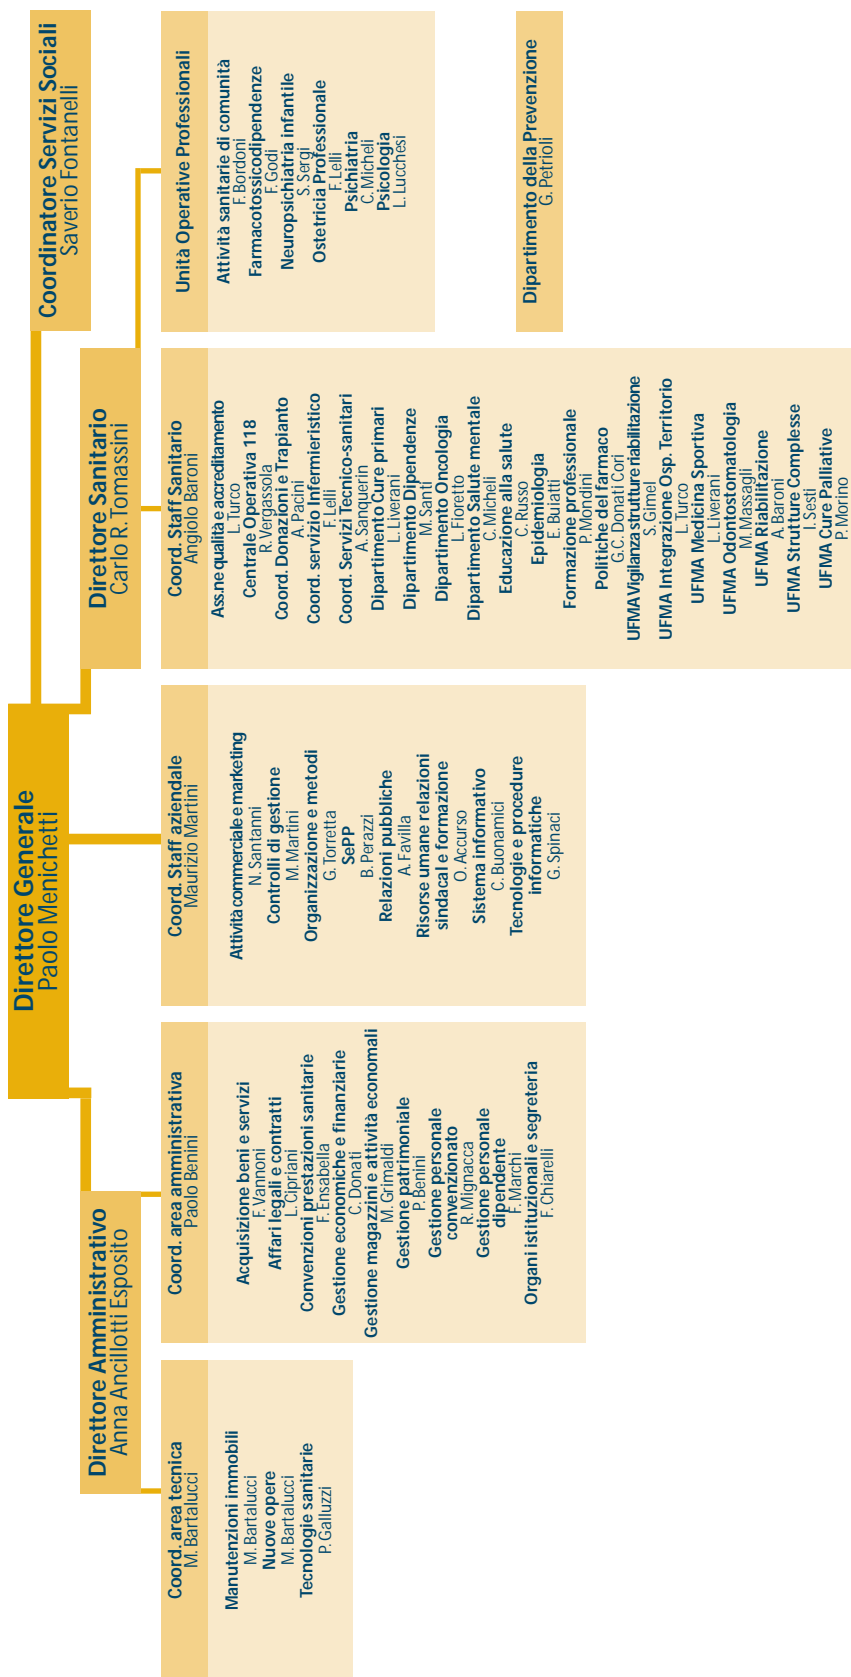 Direttore Generale
Paolo Menichetti
Coordinatore Servizi Sociali
Saverio Fontanelli
Direttore Amministrativo
Anna Ancillotti Esposito
Direttore Sanitario
Carlo R. Tomassini
Coord. area tecnica
M. Bartalucci
Manutenzioni immobili
M. Bartalucci
Nuove opere
M. Bartalucci
Tecnologie sanitarie
P. Galluzzi
Coord. area amministrativa
Paolo Benini
Acquisizione beni e servizi
F. Vannoni
Affari legali e contratti
L. Cipriani
Convenzioni prestazioni sanitarie
F. Ensabella
Gestione economiche e finanziarie
C. Donati
Gestione magazzini e attività economali
M. Grimaldi
Gestione patrimoniale
P. Benini
Gestione personale
convenzionato
R. Mignacca
Gestione personale
dipendente
F. Marchi
Organi istituzionali e segreteria
F. Chiarelli
Coord. Staff aziendale
Maurizio Martini
Attività commerciale e marketing
N. Santanni
Controlli di gestione
M. Martini
Organizzazione e metodi
G. Torretta
SePP
B. Perazzi
Relazioni pubbliche
A. Favilla
Risorse umane relazioni
sindacal e formazione
O. Accurso
Sistema informativo
C. Buonamici
Tecnologie e procedure
informatiche
G. Spinaci
Coord. Staff Sanitario
Angiolo Baroni
Ass.ne qualità e accreditamento
L. Turco
Centrale Operativa 118
R. Vergassola
Coord. Donazioni e Trapianto
A. Pacini
Coord. servizio Infermieristico
F. Lelli
Coord. Servizi Tecnico-sanitari
A. Sanquerin
Dipartimento Cure primari
L. Liverani
Dipartimento Dipendenze
M. Santi
Dipartimento Oncologia
L. Fioretto
Dipartimento Salute mentale
C. Micheli
Educazione alla salute
C. Russo
Epidemiologia
E. Buiatti
Formazione professionale
P. Mondini
Politiche del farmaco
G.C. Donati Cori
UFMA Vigilanza strutture riabilitazione
S. Gimel
UFMA Integrazione Osp. Territorio
L. Turco
UFMA Medicina Sportiva
L. Liverani
UFMA Odontostomatologia
M. Massagli
UFMA Riabilitazione
A. Baroni
UFMA Strutture Complesse
I. Sesti
UFMA Cure Palliative
P. Morino
Unità Operative Professionali
Attività sanitarie di comunità
F. Bordoni
Farmacotossicodipendenze
F. Godi
Neuropsichiatria infantile
S. Sergi
Ostetricia Professionale
F. Lelli
Psichiatria
C. Micheli
Psicologia
L. Lucchesi
Dipartimento della Prevenzione
G. Petrioli